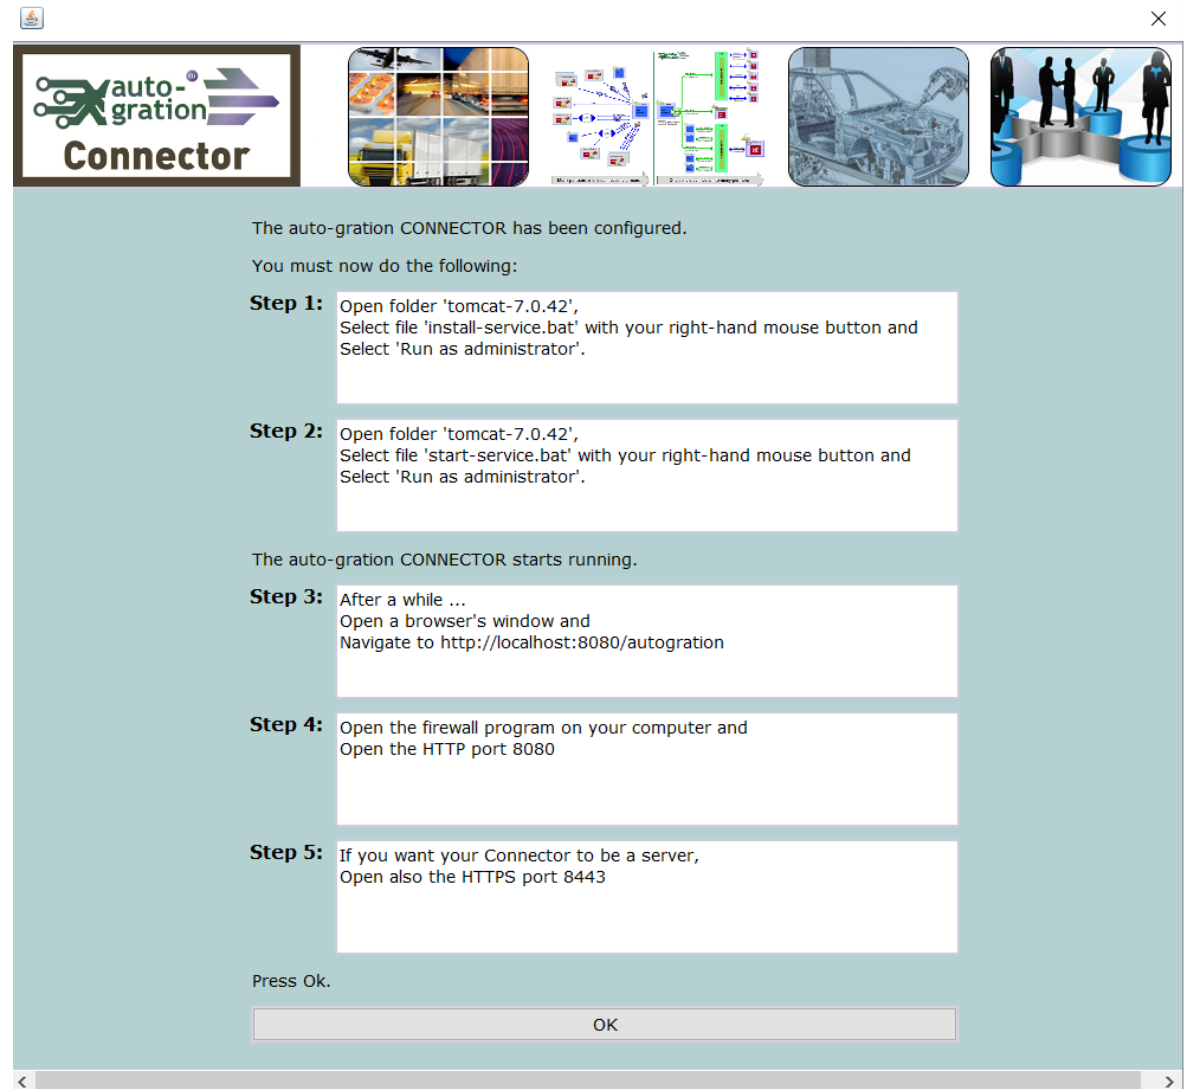 auto-
gration
Connector
The auto-gration CONNECTOR has been configured.
You must now do the following:
Step 1:
Open folder 'tomcat-7.0.42',
Select file 'install-service.bat' with your right-hand mouse button and
Select 'Run as administrator'.
Step 2:
Open folder 'tomcat-7.0.42',
Select file 'start-service.bat' with your right-hand mouse button and
Select 'Run as administrator'.
The auto-gration CONNECTOR starts running.
Step 3:
After a while ...
Open a browser's window and
Navigate to http://localhost:8080/autogration
Step 4:
Open the firewall program on your computer and
Open the HTTP port 8080
Step 5:
If you want your Connector to be a server,
Open also the HTTPS port 8443
Press Ok.
OK